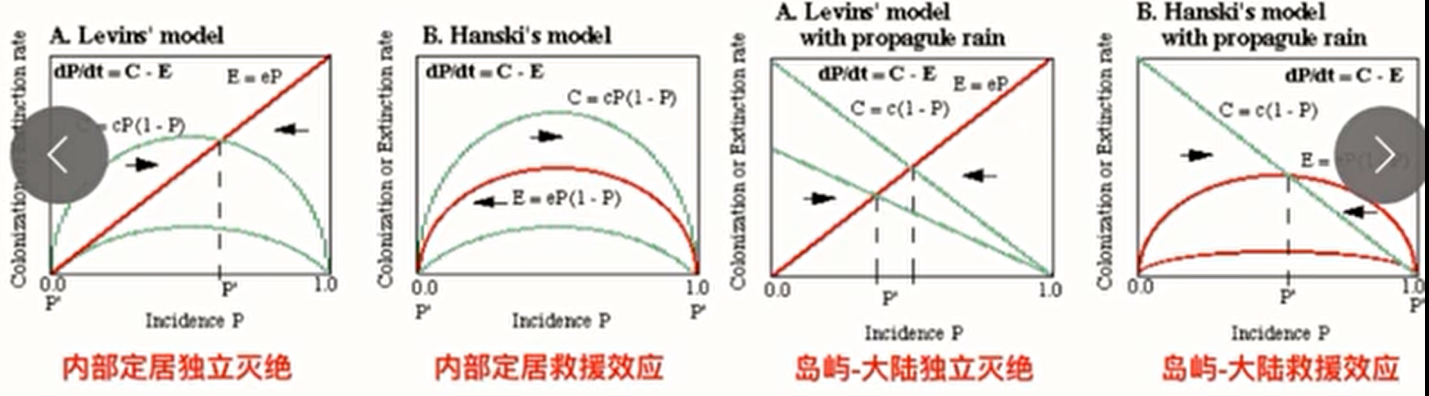 A. Levins' model
dP/dt = C - E
E = eP
C = cP(1 - P)
Colonization or Extinction rate
0.0
P'
P'
1.0
Incidence P
内部定居独立灭绝
B. Hanski's model
dP/dt = C - E
C = cP(1 - P)
E = eP(1 - P)
Colonization or Extinction rate
0.0
1.0
P'
P'
Incidence P
内部定居救援效应
A. Levins' model
with propagule rain
dP/dt = C - E
E = eP
C = c(1 - P)
Colonization or Extinction rate
0.0
P'
1.0
Incidence P
岛屿-大陆独立灭绝
B. Hanski's model
with propagule rain
dP/dt = C - E
C = c(1 - P)
E =
Colonization or Extinction rate
0.0
P'
1.0
P'
Incidence P
岛屿-大陆救援效应